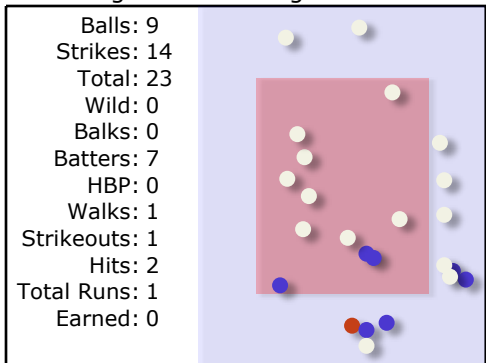 Balls: 9
Strikes: 14
Total: 23
Wild: 0
Balks: 0
Batters: 7
HBP: 0
Walks: 1
Strikeouts: 1
Hits: 2
Total Runs: 1
Earned: 0